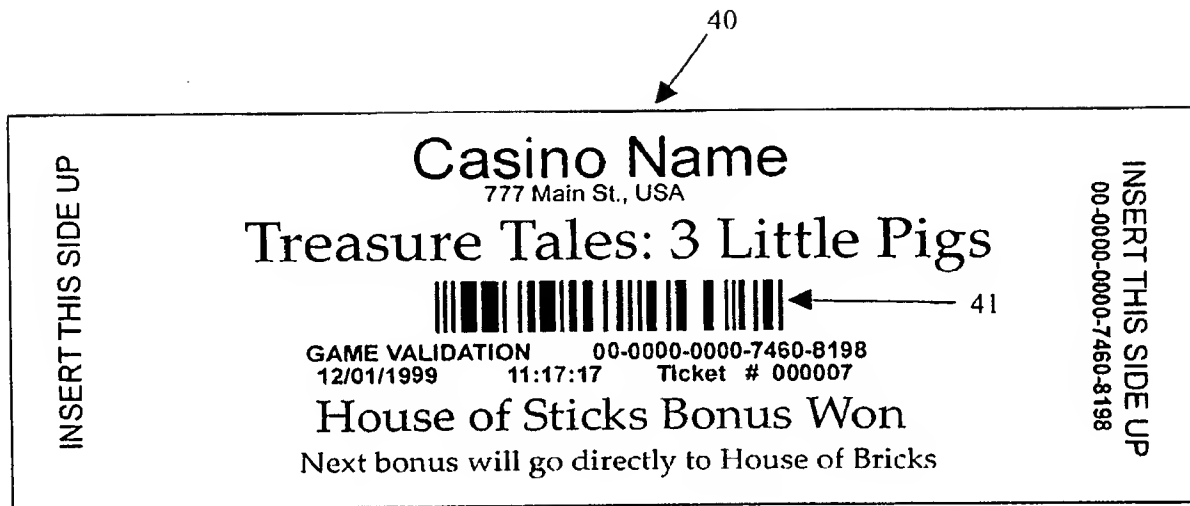 40
INSERT THIS SIDE UP
Casino Name
777 Main St., USA
Treasure Tales: 3 Little Pigs
41
GAME VALIDATION 00-0000-0000-7460-8198
12/01/1999 11:17:17 Ticket # 000007
House of Sticks Bonus Won
Next bonus will go directly to House of Bricks
INSERT THIS SIDE UP
00-0000-0000-7460-8198